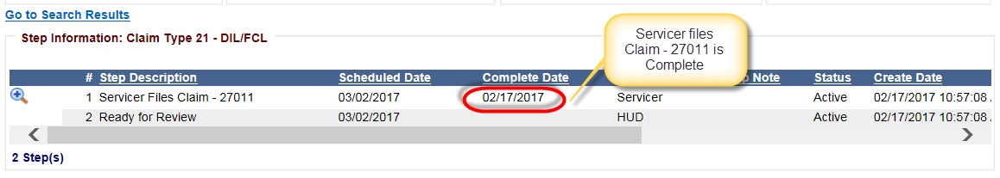 Go to Search Results
Step Information: Claim Type 21 - DIL/FCL
Servicer files
Claim - 27011 is
Complete
# Step Description Scheduled Date Complete Date Note Status Create Date
1 Servicer Files Claim - 27011 03/02/2017 02/17/2017 Servicer Active 02/17/2017 10:57:08
2 Ready for Review 03/02/2017 HUD Active 02/17/2017 10:57:08
2 Step(s)